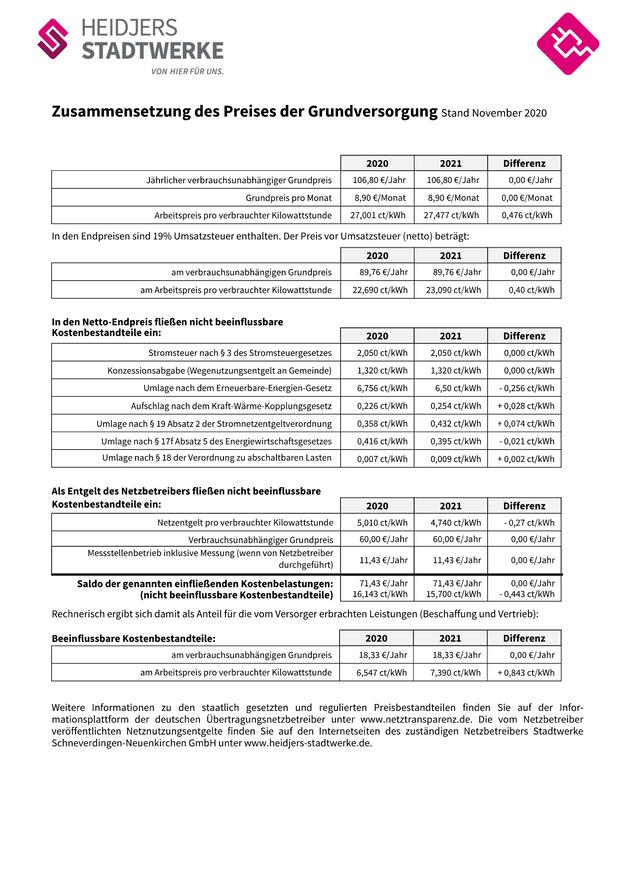 HEIDJERS
STADTWERKE
VON HIER FÜR UNS.
Zusammensetzung des Preises der Grundversorgung Stand November 2020
2020 2021 Differenz
Jährlicher verbrauchsunabhängiger Grundpreis 106,80 €/Jahr 106,80 €/Jahr 0,00 €/Jahr
Grundpreis pro Monat 8,90 €/Monat 8,90 €/Monat 0,00 €/Monat
Arbeitspreis pro verbrauchter Kilowattstunde 27,001 ct/kWh 27,477 ct/kWh 0,476 ct/kWh
In den Endpreisen sind 19% Umsatzsteuer enthalten. Der Preis vor Umsatzsteuer (netto) beträgt:
2020 2021 Differenz
am verbrauchsunabhängigen Grundpreis 89,76 €/Jahr 89,76 €/Jahr 0,00 €/Jahr
am Arbeitspreis pro verbrauchter Kilowattstunde 22,690 ct/kWh 23,090 ct/kWh 0,40 ct/kWh
In den Netto-Endpreis fließen nicht beeinflussbare
Kostenbestandteile ein: 2020 2021 Differenz
Stromsteuer nach § 3 des Stromsteuergesetzes 2,050 ct/kWh 2,050 ct/kWh 0,000 ct/kWh
Konzessionsabgabe (Wegenutzungsentgelt an Gemeinde) 1,320 ct/kWh 1,320 ct/kWh 0,000 ct/kWh
Umlage nach dem Erneuerbare-Energien-Gesetz 6,756 ct/kWh 6,50 ct/kWh - 0,256 ct/kWh
Aufschlag nach dem Kraft-Wärme-Kopplungsgesetz 0,226 ct/kWh 0,254 ct/kWh + 0,028 ct/kWh
Umlage nach § 19 Absatz 2 der Stromnetzentgeltverordnung 0,358 ct/kWh 0,432 ct/kWh + 0,074 ct/kWh
Umlage nach § 17f Absatz 5 des Energiewirtschaftsgesetzes 0,416 ct/kWh 0,395 ct/kWh - 0,021 ct/kWh
Umlage nach § 18 der Verordnung zu abschaltbaren Lasten 0,007 ct/kWh 0,009 ct/kWh + 0,002 ct/kWh
Als Entgelt des Netzbetreibers fließen nicht beeinflussbare
Kostenbestandteile ein: 2020 2021 Differenz
Netzentgelt pro verbrauchter Kilowattstunde 5,010 ct/kWh 4,740 ct/kWh - 0,27 ct/kWh
Verbrauchsunabhängiger Grundpreis 60,00 €/Jahr 60,00 €/Jahr 0,00 €/Jahr
Messstellenbetrieb inklusive Messung (wenn von Netzbetreiber
durchgeführt) 11,43 €/Jahr 11,43 €/Jahr 0,00 €/Jahr
Saldo der genannten einfließenden Kostenbelastungen: 71,43 €/Jahr 71,43 €/Jahr 0,00 €/Jahr
(nicht beeinflussbare Kostenbestandteile) 16,143 ct/kWh 15,700 ct/kWh - 0,443 ct/kWh
Rechnerisch ergibt sich damit als Anteil für die vom Versorger erbrachten Leistungen (Beschaffung und Vertrieb):
Beeinflussbare Kostenbestandteile: 2020 2021 Differenz
am verbrauchsunabhängigen Grundpreis 18,33 €/Jahr 18,33 €/Jahr 0,00 €/Jahr
am Arbeitspreis pro verbrauchter Kilowattstunde 6,547 ct/kWh 7,390 ct/kWh + 0,843 ct/kWh
Weitere Informationen zu den staatlich gesetzten und regulierten Preisbestandteilen finden Sie auf der Infor-
mationsplattform der deutschen Übertragungsnetzbetreiber unter www.netztransparenz.de. Die vom Netzbetreiber
veröffentlichten Netznutzungsentgelte finden Sie auf den Internetseiten des zuständigen Netzbetreibers Stadtwerke
Schneverdingen-Neuenkirchen GmbH unter www.heidjers-stadtwerke.de.